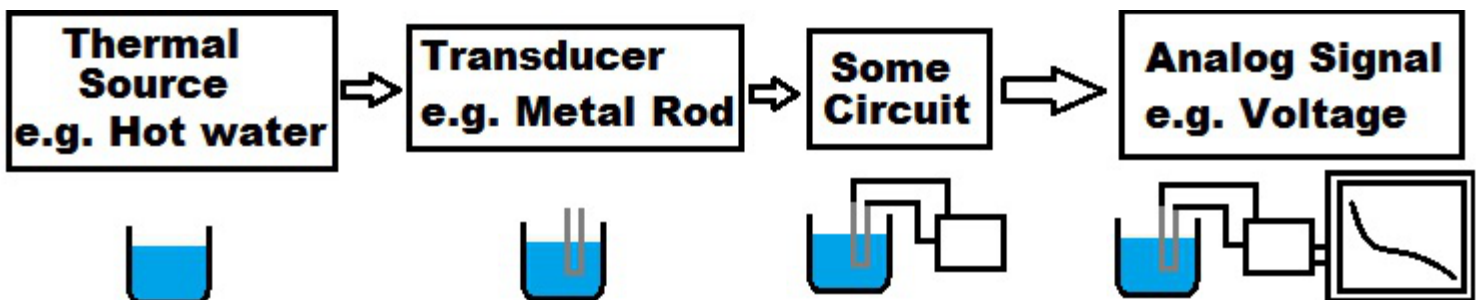 Thermal
Source
e.g. Hot water
Transducer
e.g. Metal Rod
Some
Circuit
Analog Signal
e.g. Voltage